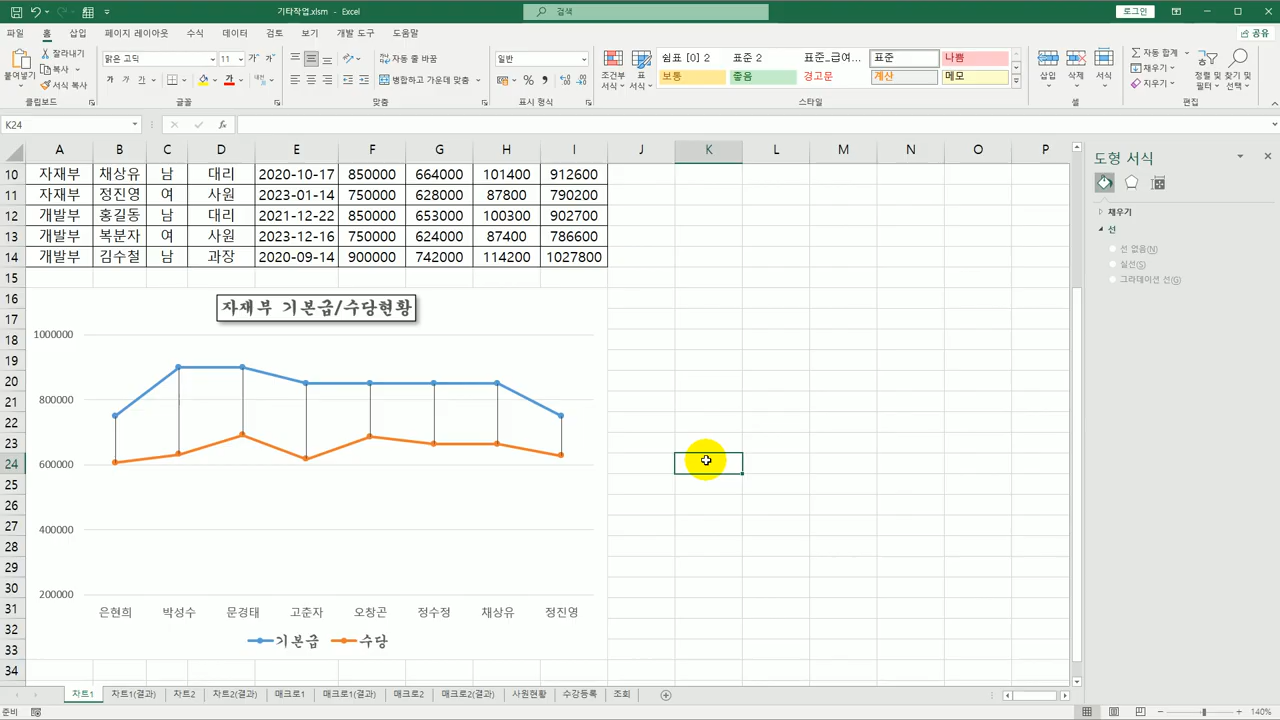 기타작업.xlsm - Excel
검색
로그인
파일 홈 삽입 페이지 레이아웃 수식 데이터 검토 보기 개발 도구 도움말
공유
붙여넣기
잘라내기
복사
서식 복사
클립보드
맑은 고딕 11
가 가 가
글꼴
자동 줄 바꿈
병합하고 가운데 맞춤
맞춤
일반
표시 형식
조건부 서식
표 서식
쉼표 [0] 2 표준 2 표준_급여... 표준 나쁨
보통 좋음 경고문 계산 메모
스타일
삽입 삭제 서식
셀
자동 합계
채우기
지우기
정렬 및 필터
찾기 및 선택
편집
K24
A B C D E F G H I J K L M N O P
10 자재부 채상유 남 대리 2020-10-17 850000 664000 101400 912600
11 자재부 정진영 여 사원 2023-01-14 750000 628000 87800 790200
12 개발부 홍길동 남 대리 2021-12-22 850000 653000 100300 902700
13 개발부 복분자 여 사원 2023-12-16 750000 624000 87400 786600
14 개발부 김수철 남 과장 2020-09-14 900000 742000 114200 1027800
15
16
17
18
19
20
21
22
23
24
25
26
27
28
29
30
31
32
33
34
자재부 기본급/수당현황
1000000
800000
600000
400000
200000
은현희 박성수 문경태 고준자 오창곤 정수정 채상유 정진영
기본급 수당
도형 서식
채우기
선
선 없음(N)
실선(S)
그라데이션 선(G)
차트1 차트1(결과) 차트2 차트2(결과) 매크로1 매크로1(결과) 매크로2 매크로2(결과) 사원현황 수강등록 조회
준비
140%